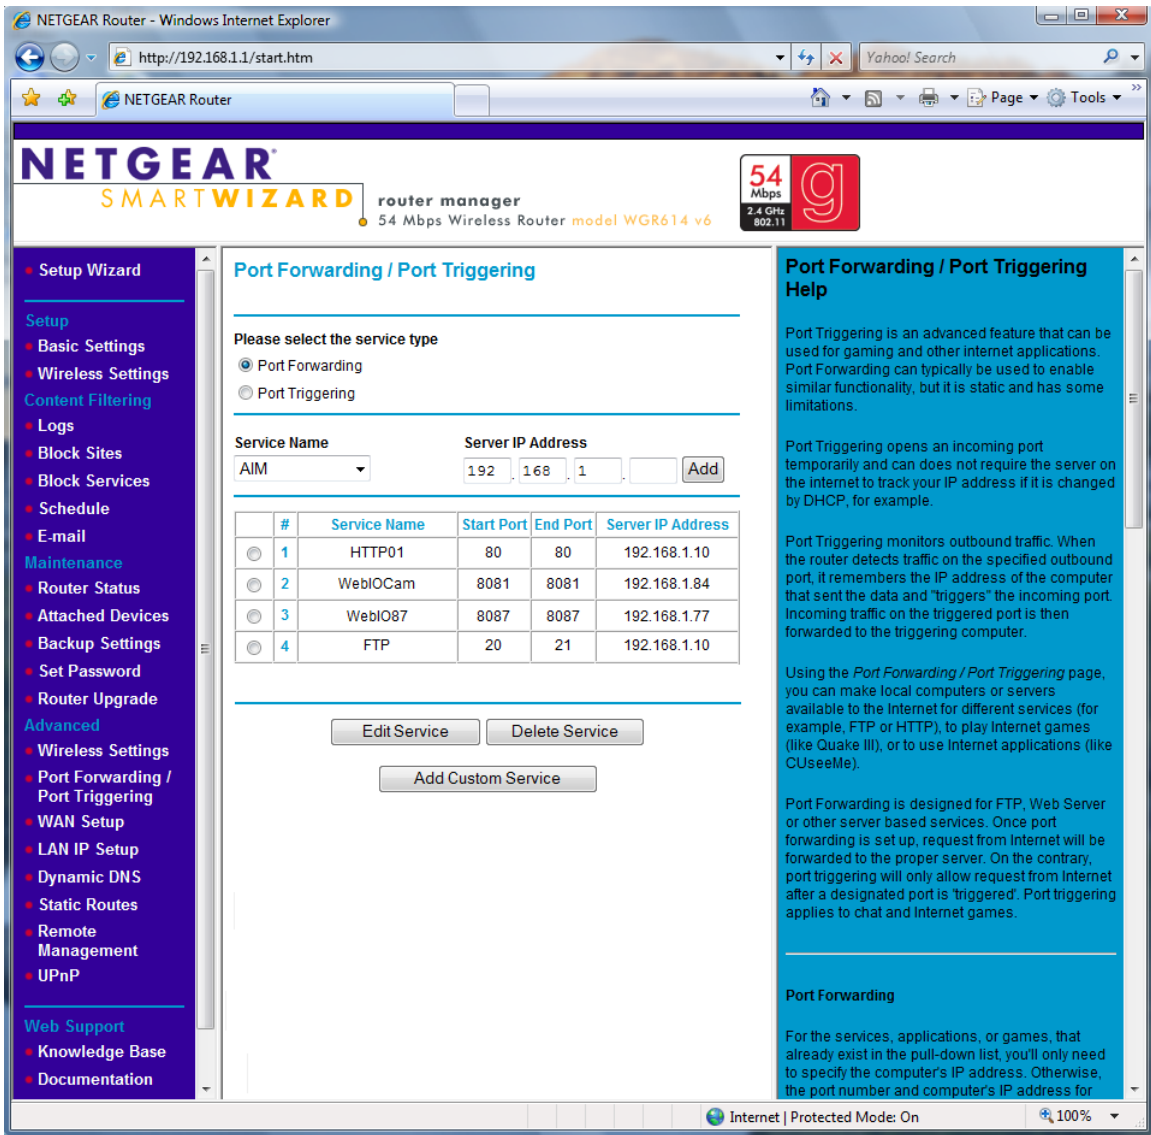 NETGEAR Router - Windows Internet Explorer
http://192.168.1.1/start.htm
Yahoo! Search
NETGEAR Router
Page
Tools
NETGEAR
SMARTWIZARD
router manager
54 Mbps Wireless Router model WGR614 v6
54
Mbps
2.4 GHz
802.11
g
Setup Wizard
Setup
Basic Settings
Wireless Settings
Content Filtering
Logs
Block Sites
Block Services
Schedule
E-mail
Maintenance
Router Status
Attached Devices
Backup Settings
Set Password
Router Upgrade
Advanced
Wireless Settings
Port Forwarding /
Port Triggering
WAN Setup
LAN IP Setup
Dynamic DNS
Static Routes
Remote
Management
UPnP
Web Support
Knowledge Base
Documentation
Port Forwarding / Port Triggering
Please select the service type
Port Forwarding
Port Triggering
Service Name Server IP Address
AIM 192 . 168 . 1 . Add
# Service Name Start Port End Port Server IP Address
1 HTTP01 80 80 192.168.1.10
2 WebIOCam 8081 8081 192.168.1.84
3 WebIO87 8087 8087 192.168.1.77
4 FTP 20 21 192.168.1.10
Edit Service Delete Service
Add Custom Service
Port Forwarding / Port Triggering
Help
Port Triggering is an advanced feature that can be
used for gaming and other internet applications.
Port Forwarding can typically be used to enable
similar functionality, but it is static and has some
limitations.
Port Triggering opens an incoming port
temporarily and can does not require the server on
the internet to track your IP address if it is changed
by DHCP, for example.
Port Triggering monitors outbound traffic. When
the router detects traffic on the specified outbound
port, it remembers the IP address of the computer
that sent the data and "triggers" the incoming port.
Incoming traffic on the triggered port is then
forwarded to the triggering computer.
Using the Port Forwarding / Port Triggering page,
you can make local computers or servers
available to the Internet for different services (for
example, FTP or HTTP), to play Internet games
(like Quake III), or to use Internet applications (like
CUseeMe).
Port Forwarding is designed for FTP, Web Server
or other server based services. Once port
forwarding is set up, request from Internet will be
forwarded to the proper server. On the contrary,
port triggering will only allow request from Internet
after a designated port is 'triggered'. Port triggering
applies to chat and Internet games.
Port Forwarding
For the services, applications, or games, that
already exist in the pull-down list, you'll only need
to specify the computer's IP address. Otherwise,
the port number and computer's IP address for
Internet | Protected Mode: On
100%